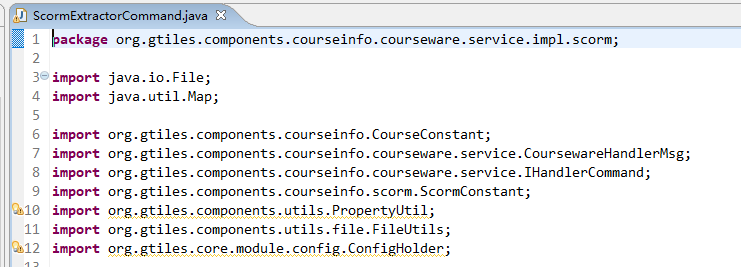 ScormExtractorCommand.java
1 package org.gtiles.components.courseinfo.courseware.service.impl.scorm;
2
3 import java.io.File;
4 import java.util.Map;
5
6 import org.gtiles.components.courseinfo.CourseConstant;
7 import org.gtiles.components.courseinfo.courseware.service.CoursewareHandlerMsg;
8 import org.gtiles.components.courseinfo.courseware.service.IHandlerCommand;
9 import org.gtiles.components.courseinfo.scorm.ScormConstant;
10 import org.gtiles.components.utils.PropertyUtil;
11 import org.gtiles.components.utils.file.FileUtils;
12 import org.gtiles.core.module.config.ConfigHolder;